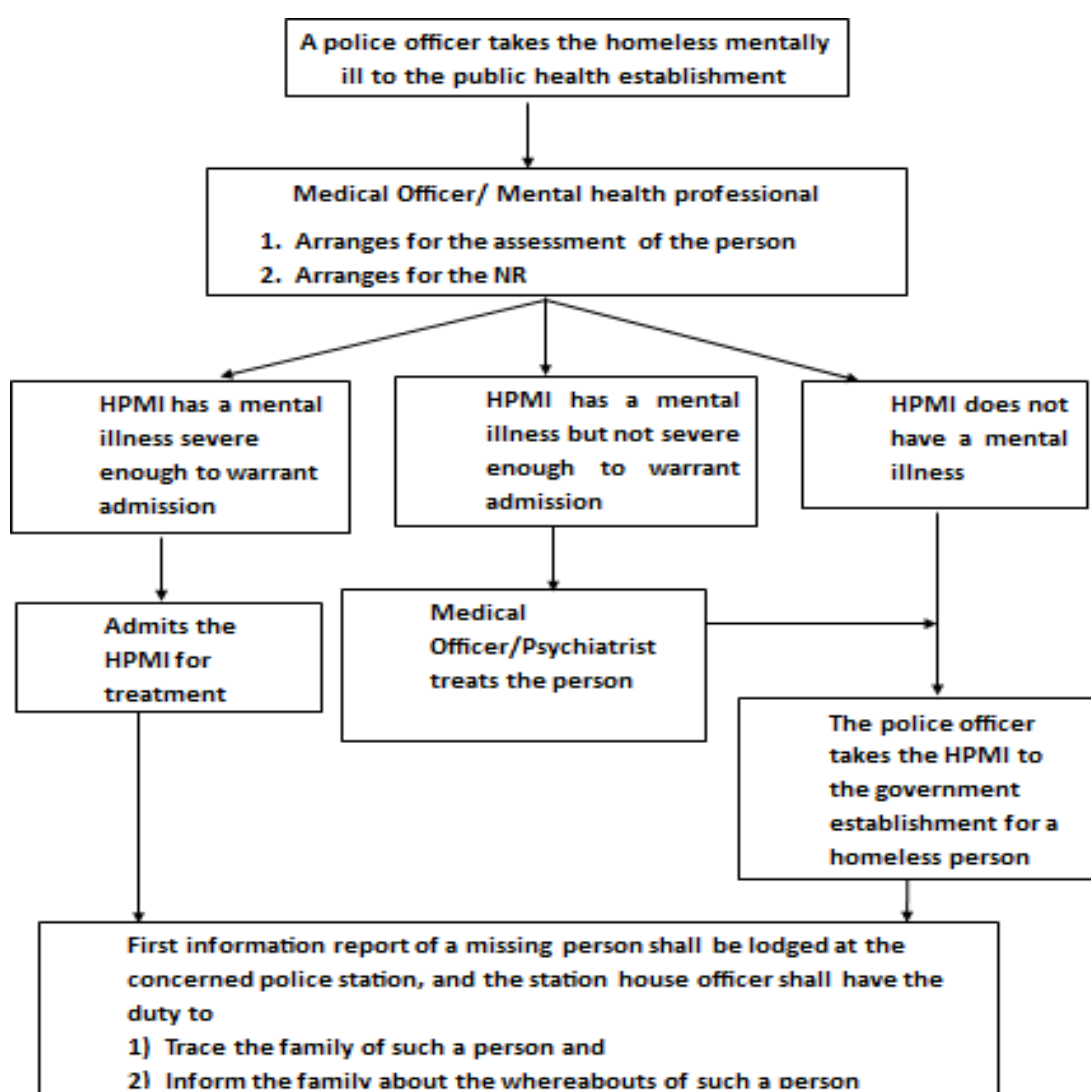 A police officer takes the homeless mentally
ill to the public health establishment
Medical Officer/ Mental health professional
1. Arranges for the assessment of the person
2. Arranges for the NR
HPMI has a mental
illness severe
enough to warrant
admission
HPMI has a mental
illness but not severe
enough to warrant
admission
HPMI does not
have a mental
illness
Admits the
HPMI for
treatment
Medical
Officer/Psychiatrist
treats the person
The police officer
takes the HPMI to
the government
establishment for a
homeless person
First information report of a missing person shall be lodged at the
concerned police station, and the station house officer shall have the
duty to
1) Trace the family of such a person and
2) Inform the family about the whereabouts of such a person